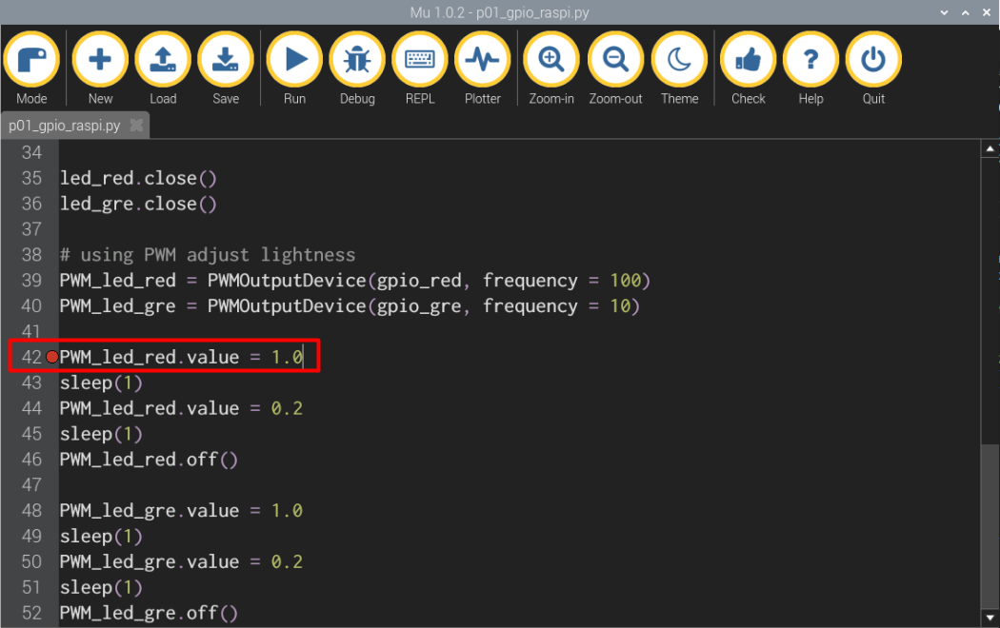 Mu 1.0.2 - p01_gpio_raspi.py
Mode New Load Save Run Debug REPL Plotter Zoom-in Zoom-out Theme Check Help Quit
p01_gpio_raspi.py
34
35 led_red.close()
36 led_gre.close()
37
38 # using PWM adjust lightness
39 PWM_led_red = PWMOutputDevice(gpio_red, frequency = 100)
40 PWM_led_gre = PWMOutputDevice(gpio_gre, frequency = 10)
41
42 PWM_led_red.value = 1.0
43 sleep(1)
44 PWM_led_red.value = 0.2
45 sleep(1)
46 PWM_led_red.off()
47
48 PWM_led_gre.value = 1.0
49 sleep(1)
50 PWM_led_gre.value = 0.2
51 sleep(1)
52 PWM_led_gre.off()